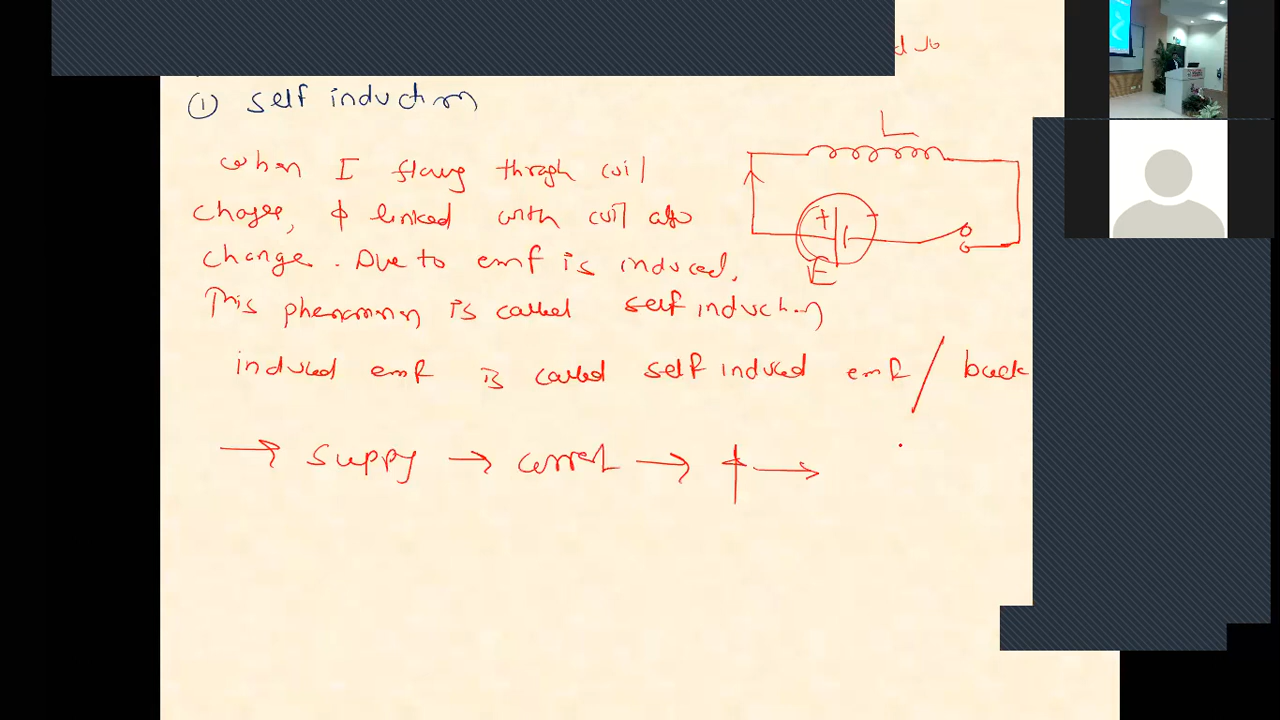 ① self induction
L
when I flowing through coil
changes, ϕ linked with coil also
+ -
change. Due to emf is induced.
E
This phenomenon is called self induction
induced emf is called self induced emf / back
→ Supply → current → ϕ →